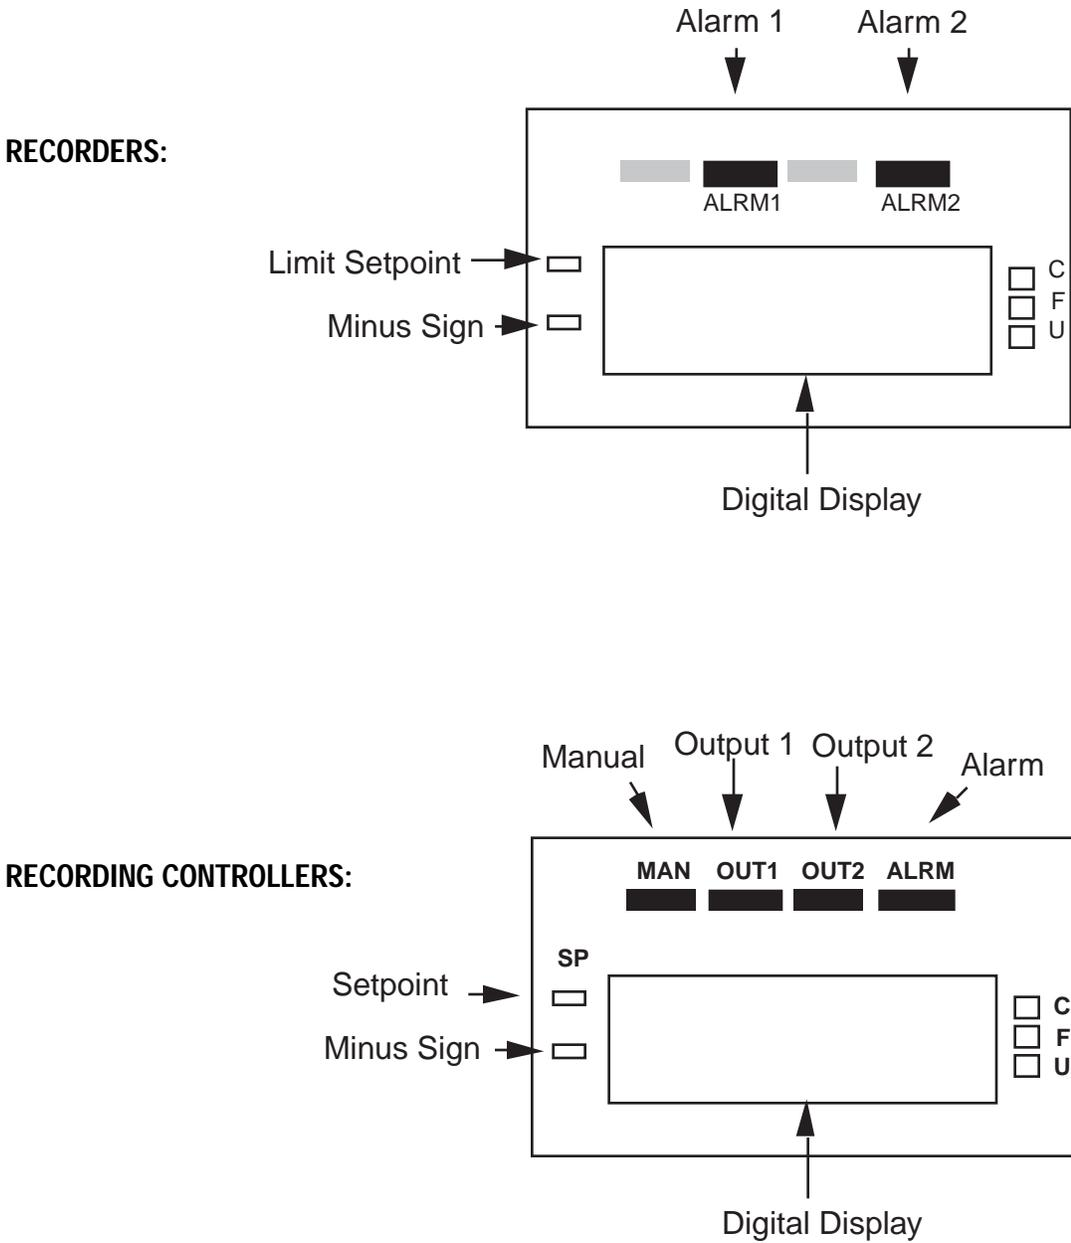 Alarm 1 Alarm 2
RECORDERS:
ALRM1 ALRM2
Limit Setpoint
C
F
Minus Sign
U
Digital Display
Manual Output 1 Output 2 Alarm
RECORDING CONTROLLERS:
MAN OUT1 OUT2 ALRM
SP
Setpoint
C
F
Minus Sign
U
Digital Display